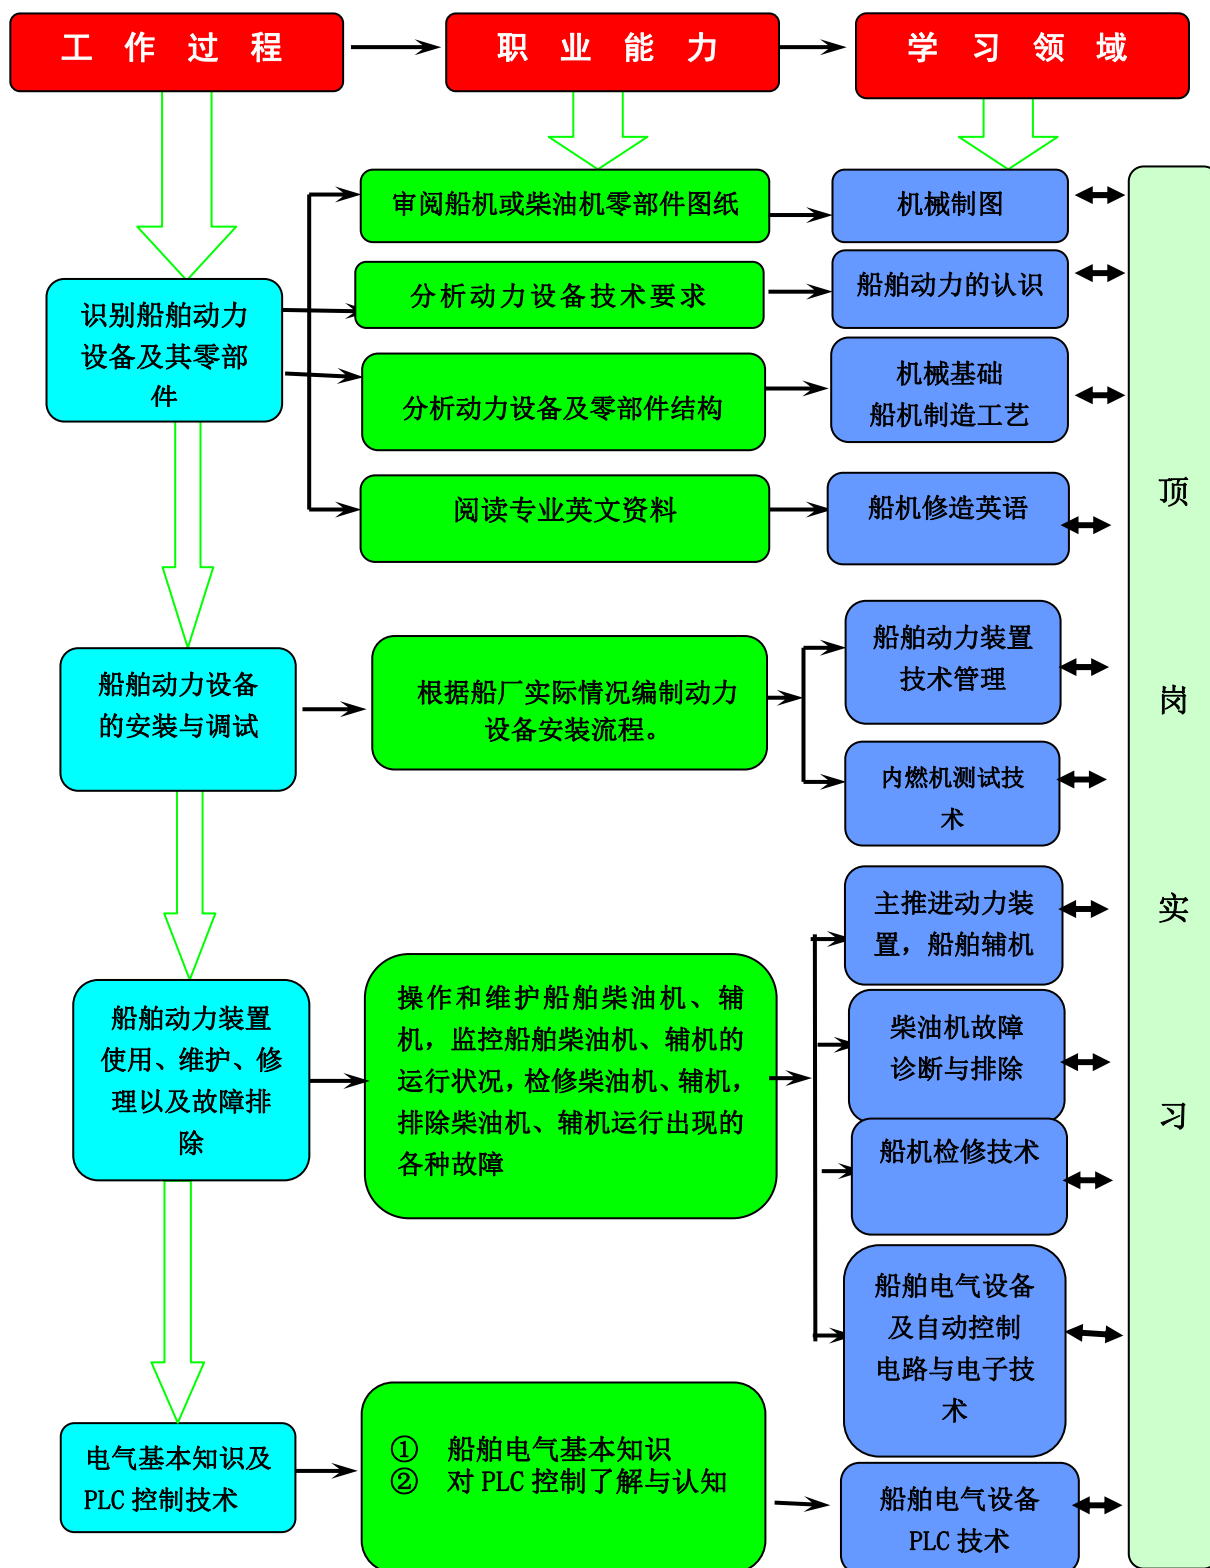 工 作 过 程
职 业 能 力
学 习 领 域
审阅船机或柴油机零部件图纸
机械制图
分析动力设备技术要求
船舶动力的认识
识别船舶动力
设备及其零部
件
分析动力设备及零部件结构
机械基础
船机制造工艺
阅读专业英文资料
船机修造英语
船舶动力设备
的安装与调试
根据船厂实际情况编制动力
设备安装流程。
船舶动力装置
技术管理
内燃机测试技
术
船舶动力装置
使用、维护、修
理以及故障排
除
操作和维护船舶柴油机、辅
机，监控船舶柴油机、辅机的
运行状况，检修柴油机、辅机，
排除柴油机、辅机运行出现的
各种故障
主推进动力装
置，船舶辅机
柴油机故障
诊断与排除
船机检修技术
船舶电气设备
及自动控制
电路与电子技
术
电气基本知识及
PLC 控制技术
① 船舶电气基本知识
② 对 PLC 控制了解与认知
船舶电气设备
PLC 技术
顶
岗
实
习